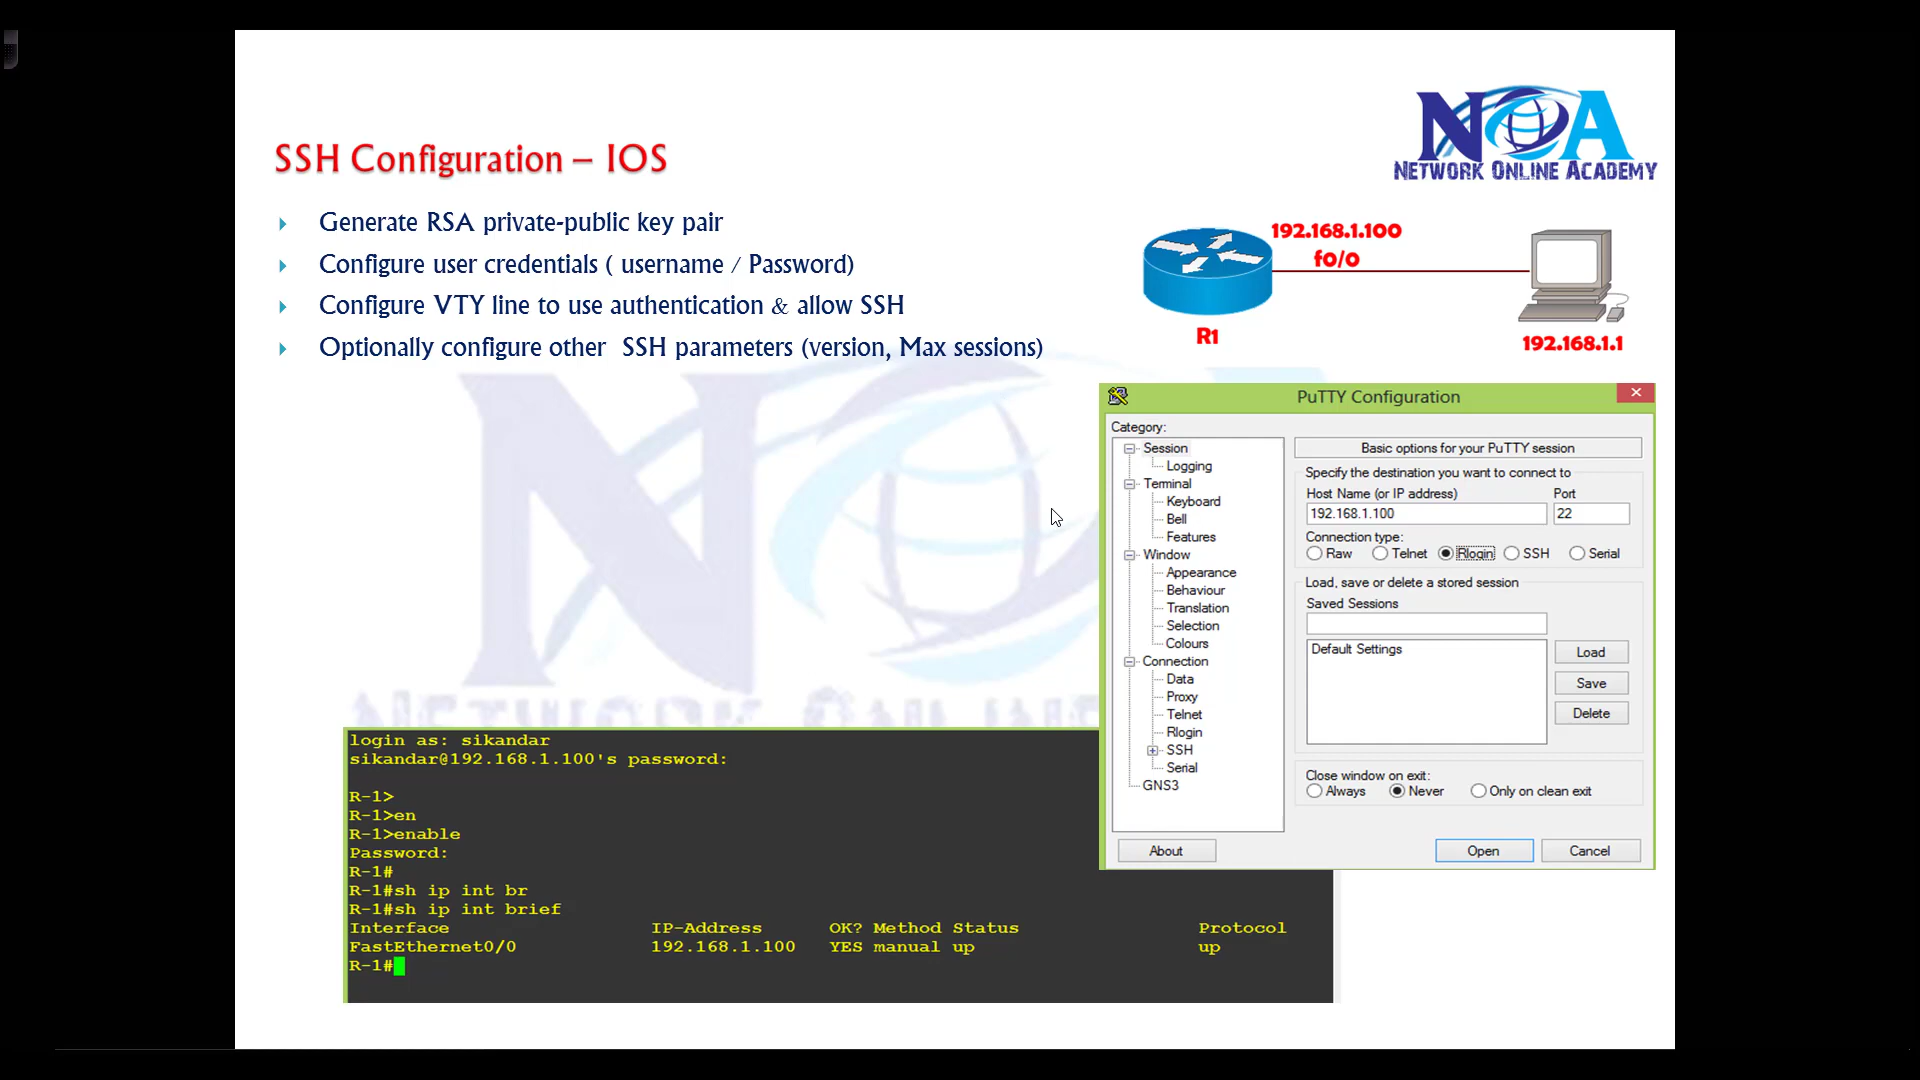 NOA
NETWORK ONLINE ACADEMY
SSH Configuration – IOS
Generate RSA private-public key pair
Configure user credentials ( username / Password)
Configure VTY line to use authentication & allow SSH
Optionally configure other SSH parameters (version, Max sessions)
192.168.1.100
f0/0
R1
192.168.1.1
PuTTY Configuration
Category:
Session
Logging
Terminal
Keyboard
Bell
Features
Window
Appearance
Behaviour
Translation
Selection
Colours
Connection
Data
Proxy
Telnet
Rlogin
SSH
Serial
GNS3
Basic options for your PuTTY session
Specify the destination you want to connect to
Host Name (or IP address) Port
192.168.1.100 22
Connection type:
Raw Telnet Rlogin SSH Serial
Load, save or delete a stored session
Saved Sessions
Default Settings
Load
Save
Delete
Close window on exit:
Always Never Only on clean exit
About Open Cancel
login as: sikandar
sikandar@192.168.1.100's password:
R-1>
R-1>en
R-1>enable
Password:
R-1#
R-1#sh ip int br
R-1#sh ip int brief
Interface IP-Address OK? Method Status Protocol
FastEthernet0/0 192.168.1.100 YES manual up up
R-1#